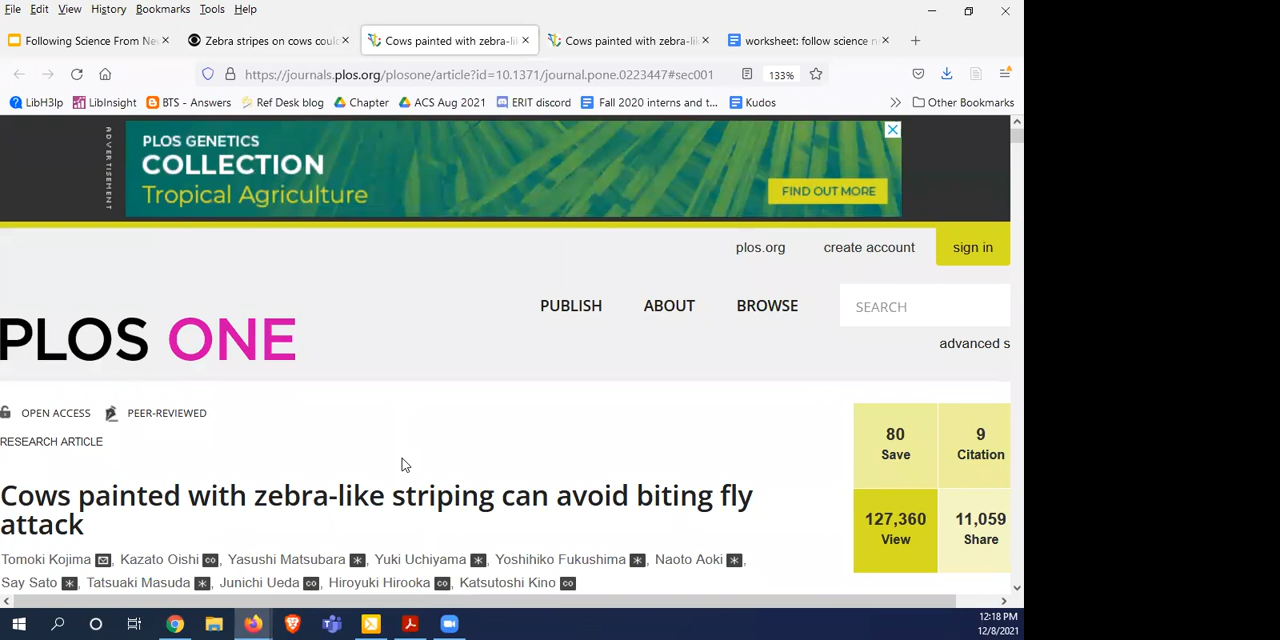 File Edit View History Bookmarks Tools Help
Following Science From Ne
Zebra stripes on cows coul
Cows painted with zebra-li
Cows painted with zebra-lik
worksheet: follow science n
https://journals.plos.org/plosone/article?id=10.1371/journal.pone.0223447#sec001
133%
LibH3lp LibInsight BTS - Answers Ref Desk blog Chapter ACS Aug 2021 ERIT discord Fall 2020 interns and t... Kudos Other Bookmarks
ADVERTISEMENT
PLOS GENETICS
COLLECTION
Tropical Agriculture
FIND OUT MORE
plos.org create account sign in
PUBLISH ABOUT BROWSE SEARCH
advanced s
PLOS ONE
OPEN ACCESS PEER-REVIEWED
RESEARCH ARTICLE
80 Save
9 Citation
127,360 View
11,059 Share
Cows painted with zebra-like striping can avoid biting fly
attack
Tomoki Kojima, Kazato Oishi, Yasushi Matsubara, Yuki Uchiyama, Yoshihiko Fukushima, Naoto Aoki,
Say Sato, Tatsuaki Masuda, Junichi Ueda, Hiroyuki Hirooka, Katsutoshi Kino
12:18 PM
12/8/2021